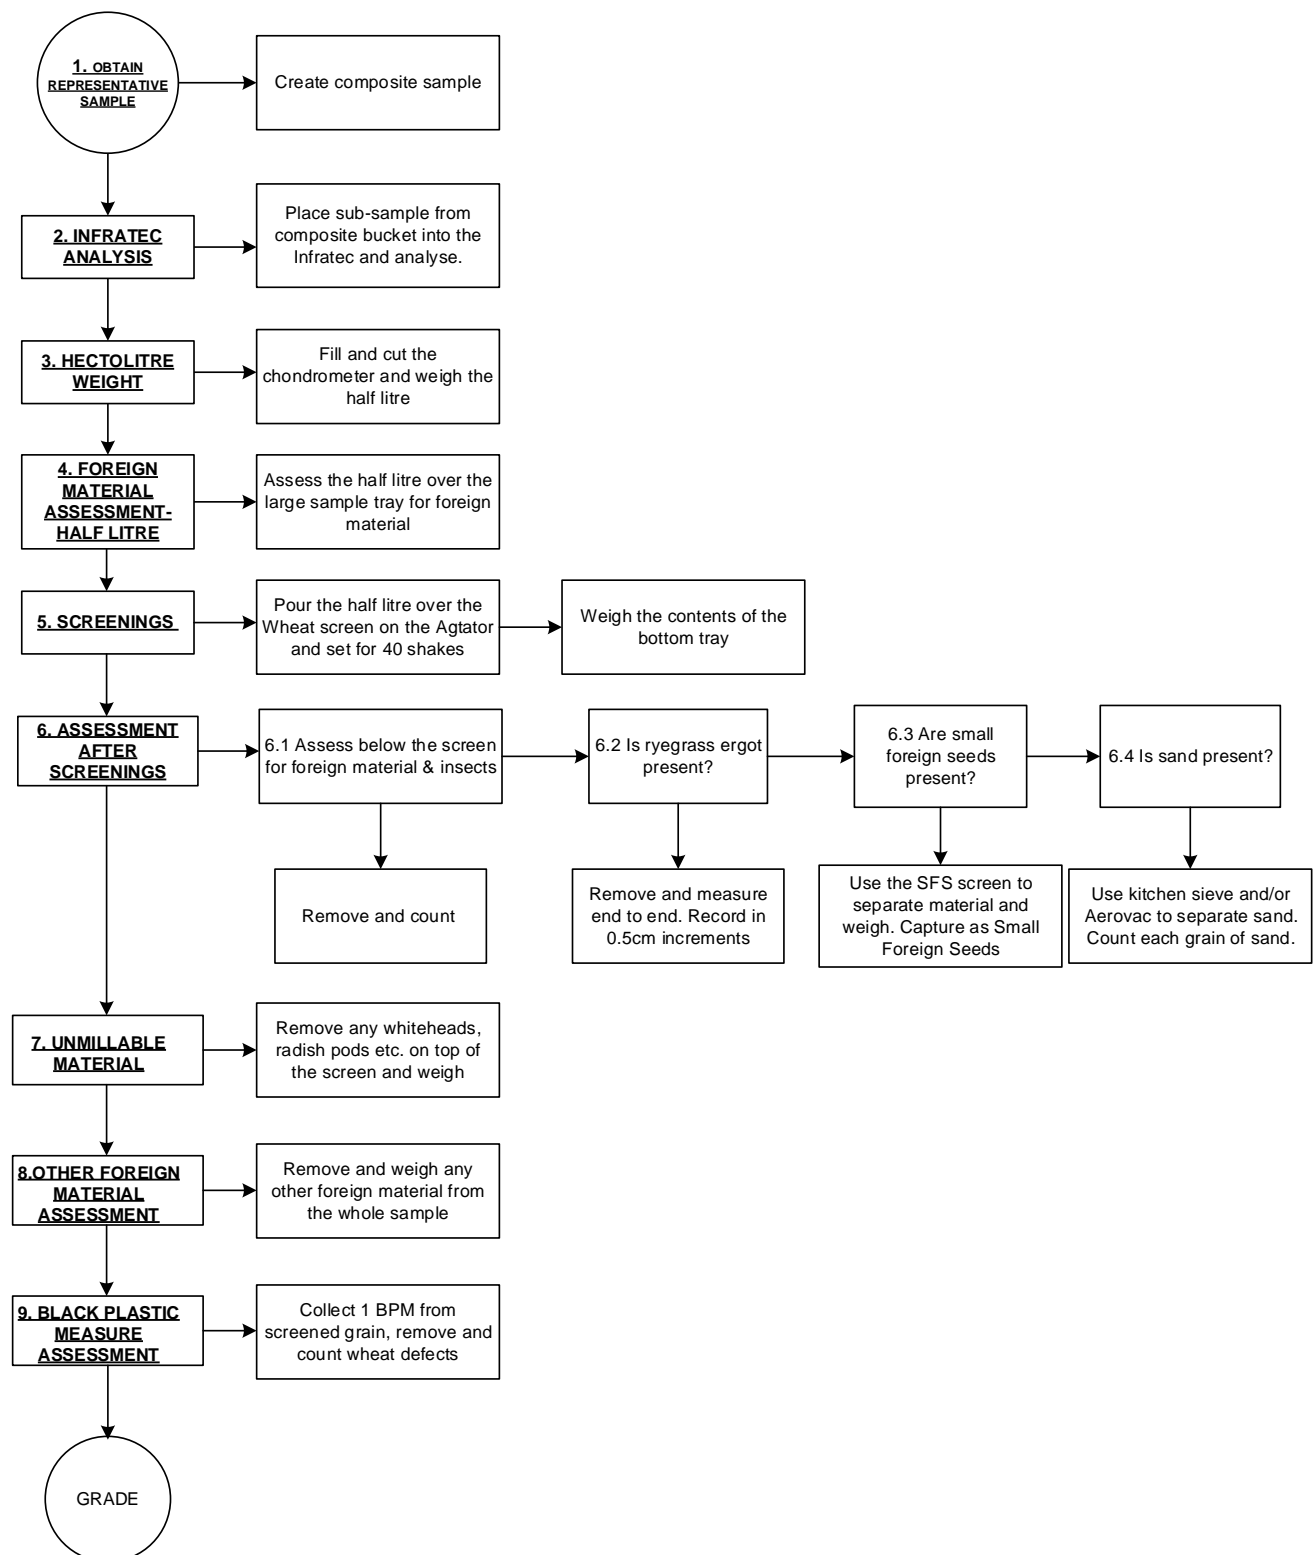 1. OBTAIN
REPRESENTATIVE
SAMPLE
Create composite sample
2. INFRATEC
ANALYSIS
Place sub-sample from
composite bucket into the
Infratec and analyse.
3. HECTOLITRE
WEIGHT
Fill and cut the
chondrometer and weigh the
half litre
4. FOREIGN
MATERIAL
ASSESSMENT-
HALF LITRE
Assess the half litre over the
large sample tray for foreign
material
5. SCREENINGS
Pour the half litre over the
Wheat screen on the Agtator
and set for 40 shakes
Weigh the contents of the
bottom tray
6. ASSESSMENT
AFTER
SCREENINGS
6.1 Assess below the screen
for foreign material & insects
6.2 Is ryegrass ergot
present?
6.3 Are small
foreign seeds
present?
6.4 Is sand present?
Remove and count
Remove and measure
end to end. Record in
0.5cm increments
Use the SFS screen to
separate material and
weigh. Capture as Small
Foreign Seeds
Use kitchen sieve and/or
Aerovac to separate sand.
Count each grain of sand.
7. UNMILLABLE
MATERIAL
Remove any whiteheads,
radish pods etc. on top of
the screen and weigh
8.OTHER FOREIGN
MATERIAL
ASSESSMENT
Remove and weigh any
other foreign material from
the whole sample
9. BLACK PLASTIC
MEASURE
ASSESSMENT
Collect 1 BPM from
screened grain, remove and
count wheat defects
GRADE